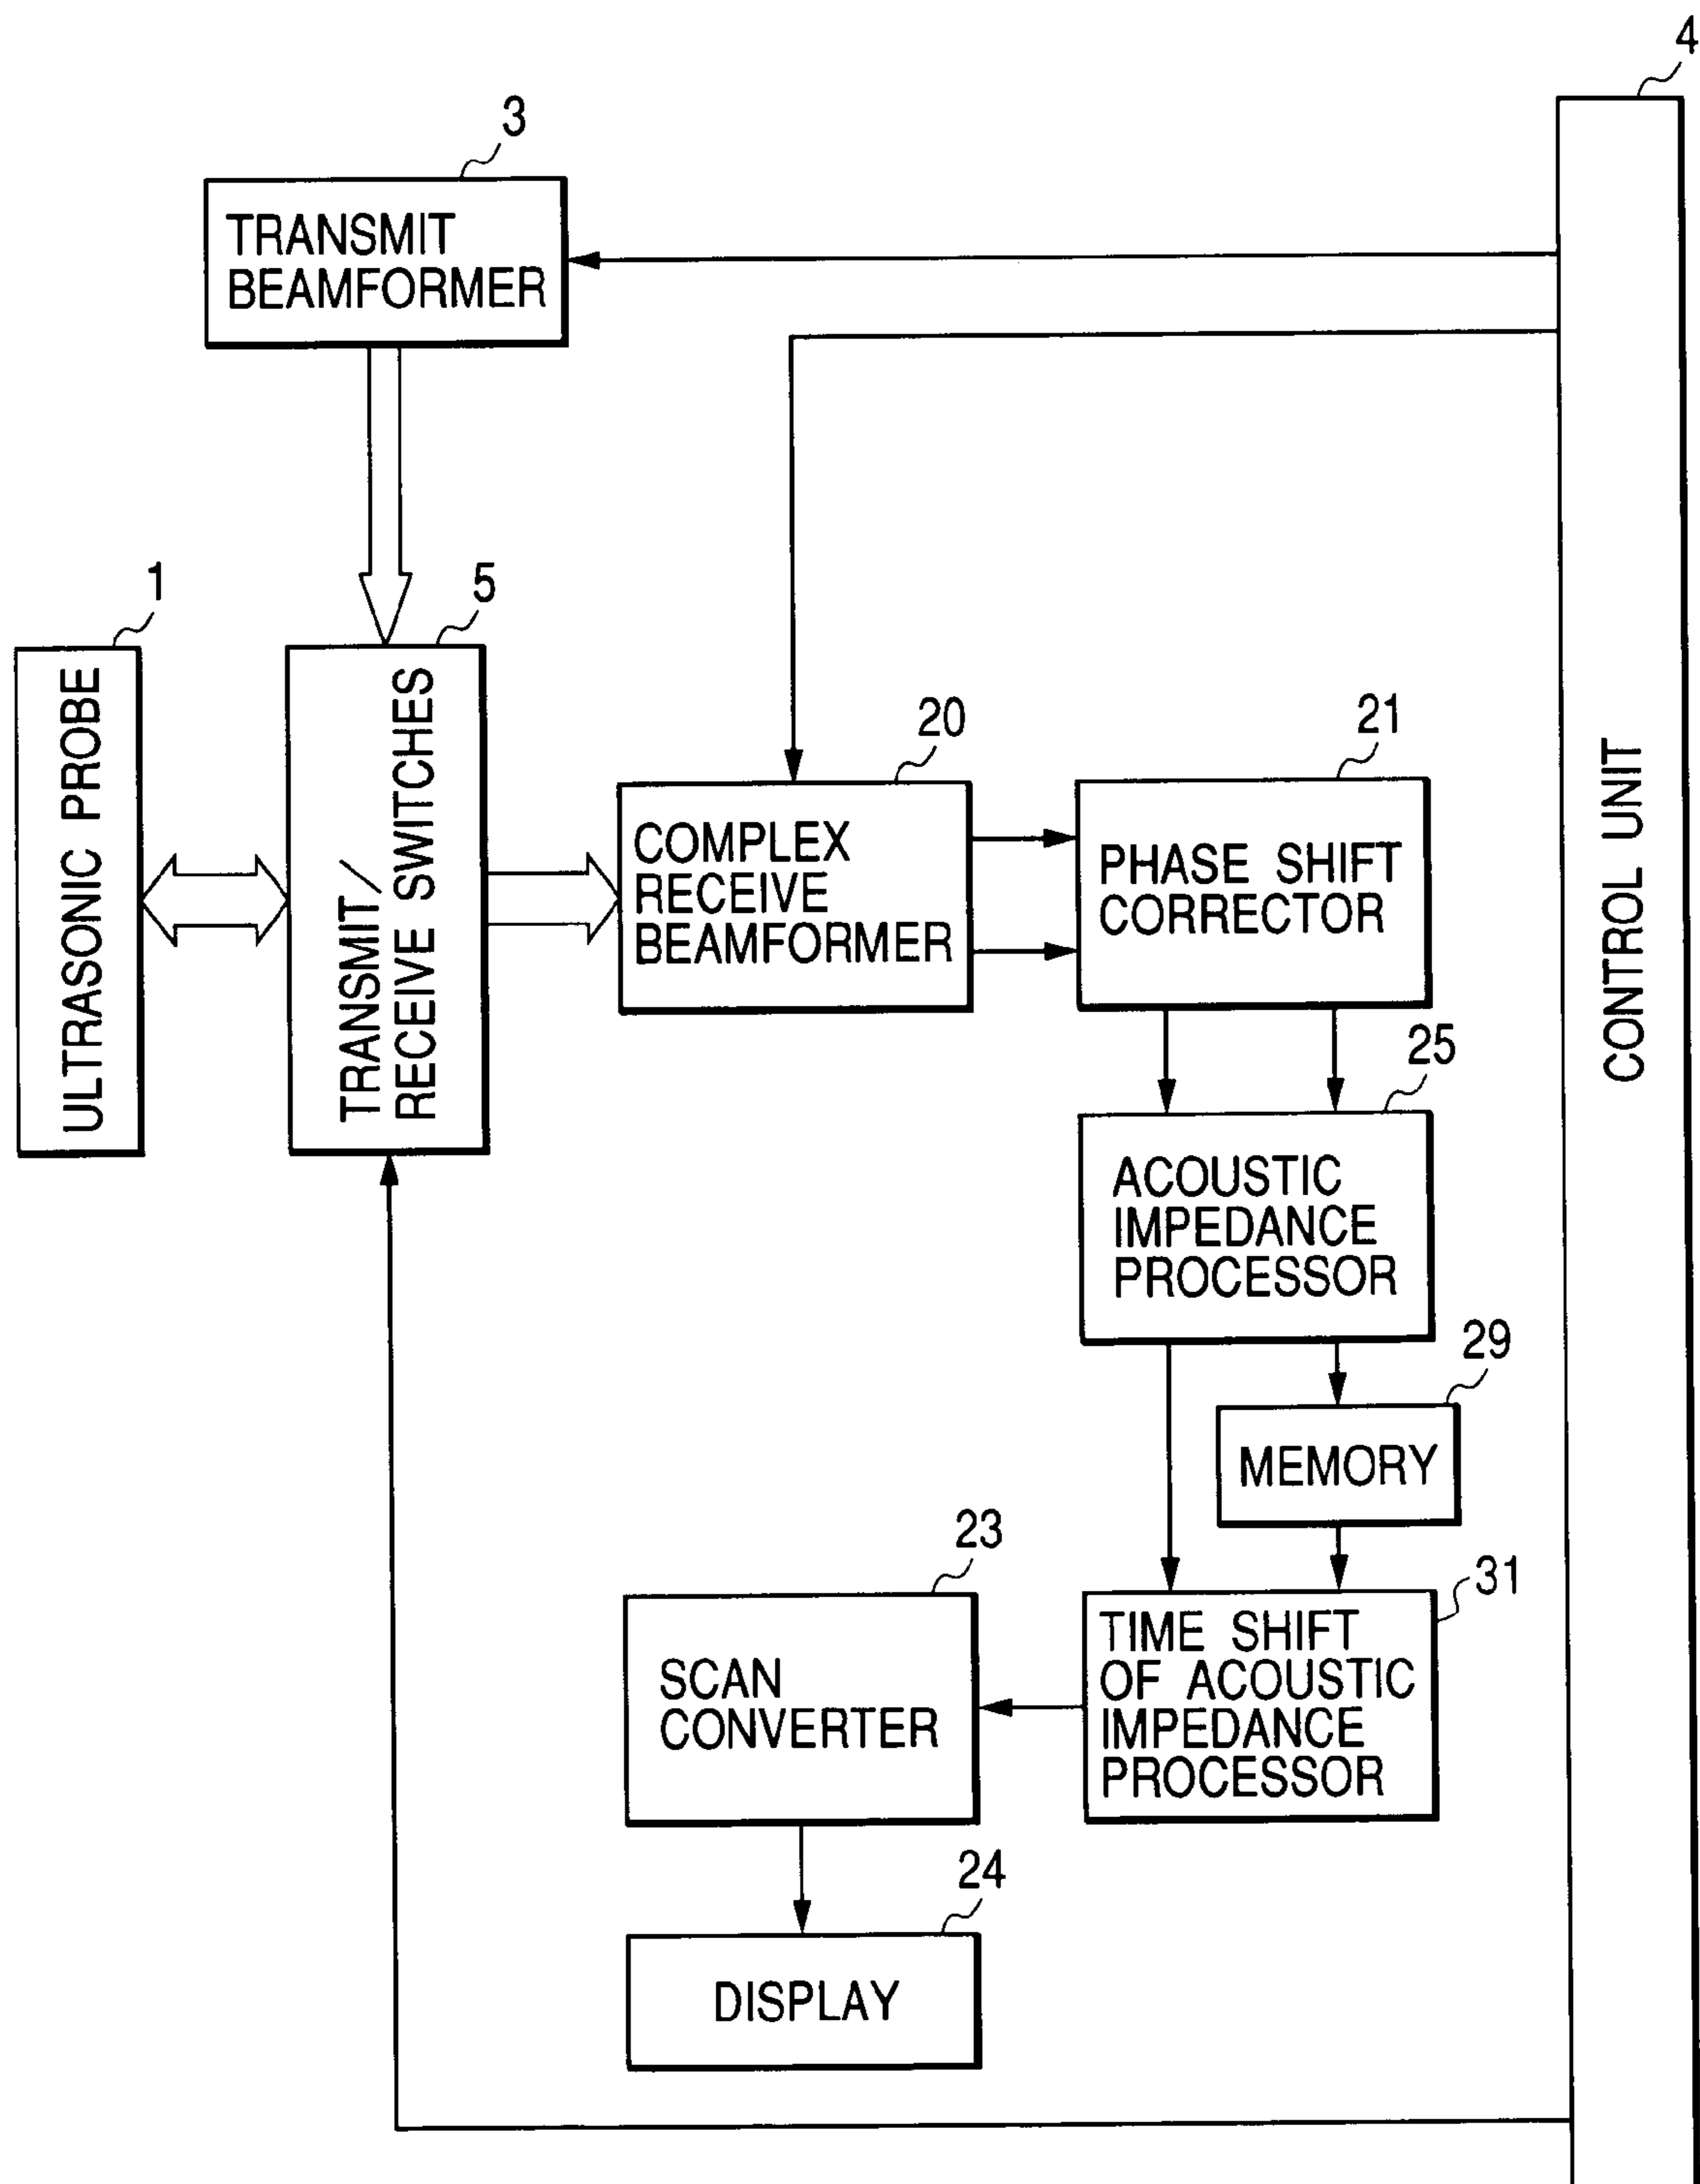 4
3
TRANSMIT
BEAMFORMER
1
ULTRASONIC PROBE
5
TRANSMIT/
RECEIVE SWITCHES
20
COMPLEX
RECEIVE
BEAMFORMER
21
PHASE SHIFT
CORRECTOR
CONTROL UNIT
25
ACOUSTIC
IMPEDANCE
PROCESSOR
29
MEMORY
31
TIME SHIFT
OF ACOUSTIC
IMPEDANCE
PROCESSOR
23
SCAN
CONVERTER
24
DISPLAY